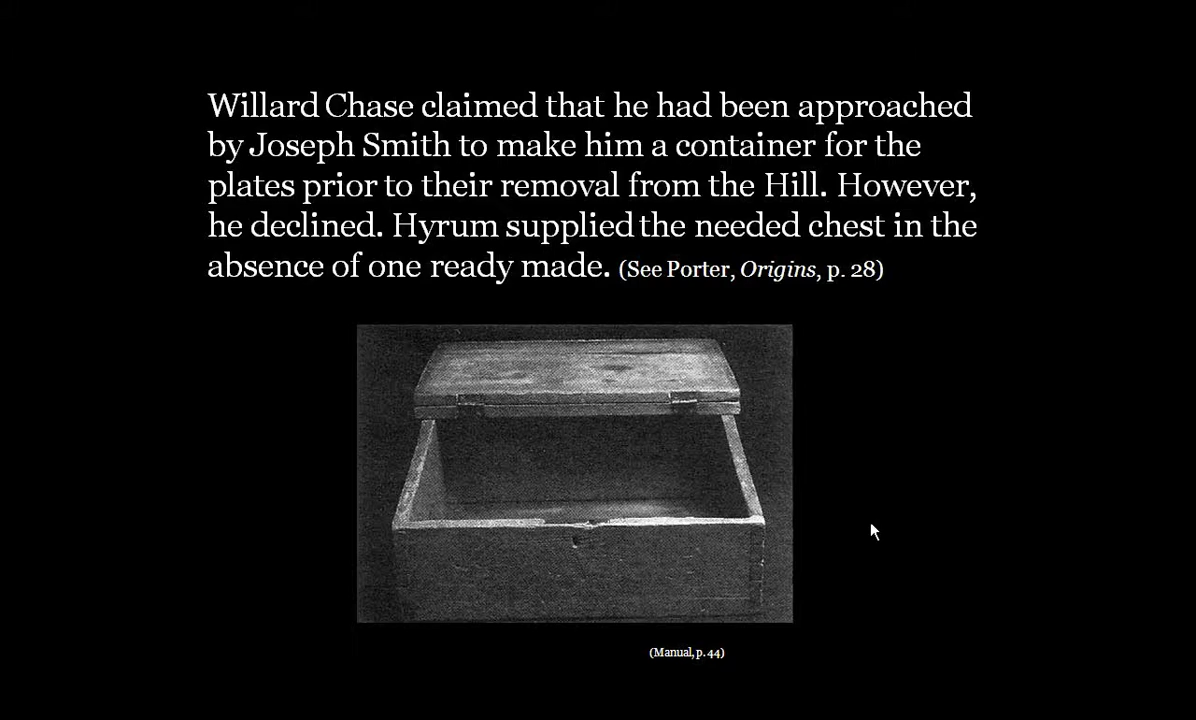 Willard Chase claimed that he had been approached
by Joseph Smith to make him a container for the
plates prior to their removal from the Hill. However,
he declined. Hyrum supplied the needed chest in the
absence of one ready made. (See Porter, Origins, p. 28)
(Manual, p. 44)